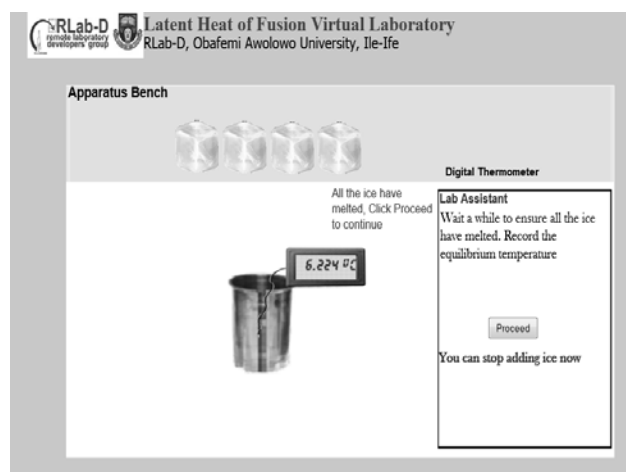 RLab-D
remote laboratory
developers group
Latent Heat of Fusion Virtual Laboratory
RLab-D, Obafemi Awolowo University, Ile-Ife
Apparatus Bench
Digital Thermometer
All the ice have
melted, Click Proceed
to continue
6.224 °C
Lab Assistant
Wait a while to ensure all the ice
have melted. Record the
equilibrium temperature
Proceed
You can stop adding ice now